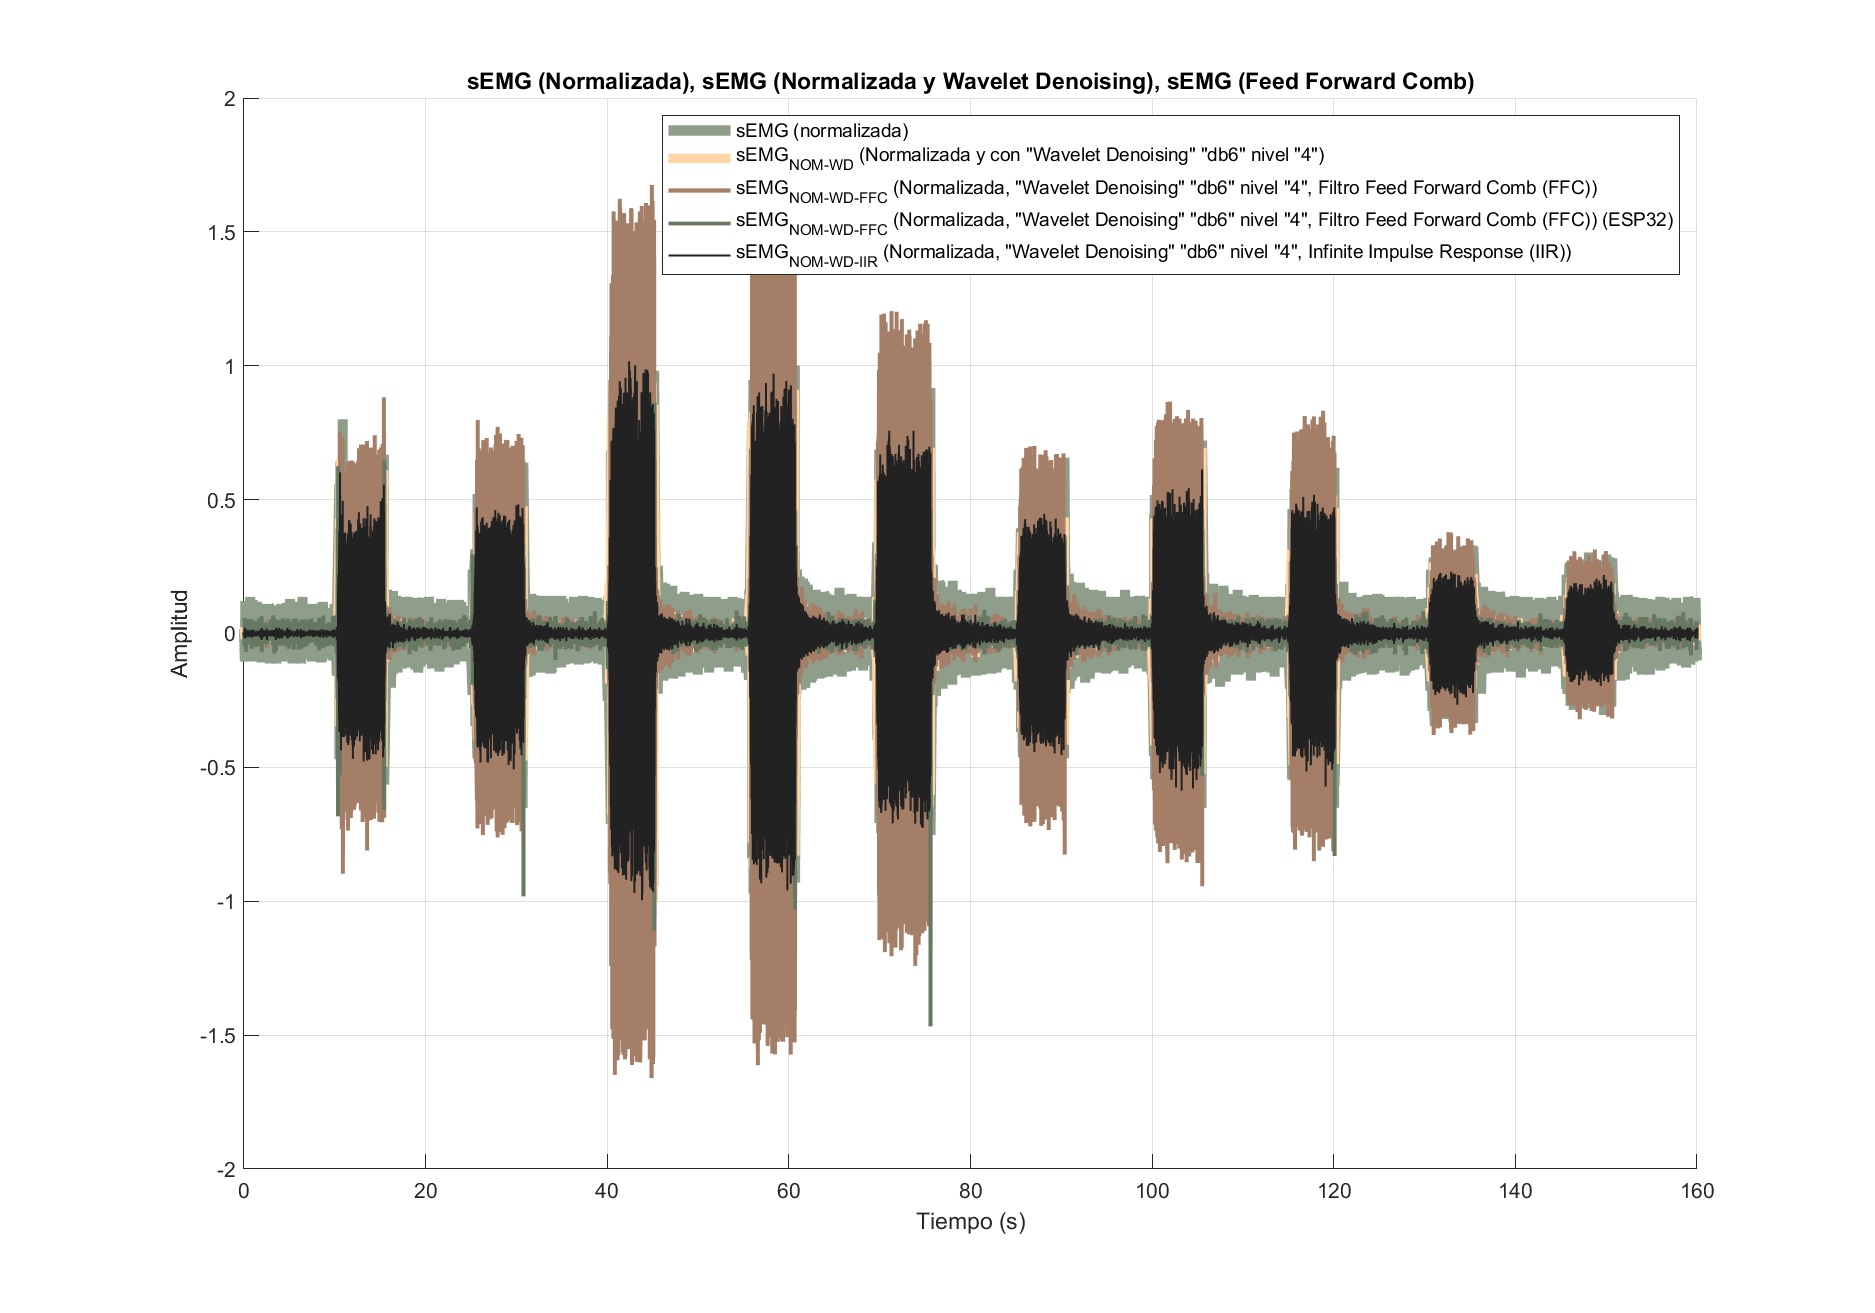 sEMG (Normalizada), sEMG (Normalizada y Wavelet Denoising), sEMG (Feed Forward Comb)
sEMG (normalizada)
sEMG_NOM-WD (Normalizada y con "Wavelet Denoising" "db6" nivel "4")
sEMG_NOM-WD-FFC (Normalizada, "Wavelet Denoising" "db6" nivel "4", Filtro Feed Forward Comb (FFC))
sEMG_NOM-WD-FFC (Normalizada, "Wavelet Denoising" "db6" nivel "4", Filtro Feed Forward Comb (FFC)) (ESP32)
sEMG_NOM-WD-IIR (Normalizada, "Wavelet Denoising" "db6" nivel "4", Infinite Impulse Response (IIR))
2
1.5
1
0.5
0
-0.5
-1
-1.5
-2
Amplitud
0 20 40 60 80 100 120 140 160
Tiempo (s)